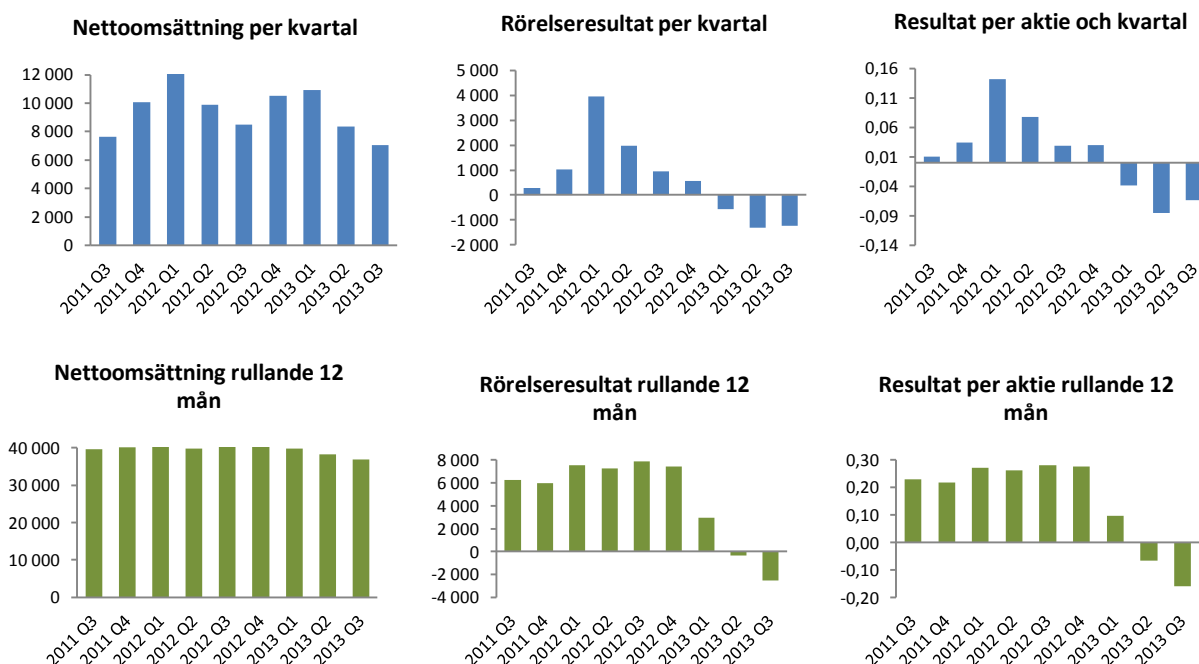 Nettoomsättning per kvartal
12 000
10 000
8 000
6 000
4 000
2 000
0
2011 Q3
2011 Q4
2012 Q1
2012 Q2
2012 Q3
2012 Q4
2013 Q1
2013 Q2
2013 Q3
Rörelseresultat per kvartal
5 000
4 000
3 000
2 000
1 000
0
-1 000
-2 000
2011 Q3
2011 Q4
2012 Q1
2012 Q2
2012 Q3
2012 Q4
2013 Q1
2013 Q2
2013 Q3
Resultat per aktie och kvartal
0,16
0,11
0,06
0,01
-0,04
-0,09
-0,14
2011 Q3
2011 Q4
2012 Q1
2012 Q2
2012 Q3
2012 Q4
2013 Q1
2013 Q2
2013 Q3
Nettoomsättning rullande 12
mån
40 000
30 000
20 000
10 000
0
2011 Q3
2011 Q4
2012 Q1
2012 Q2
2012 Q3
2012 Q4
2013 Q1
2013 Q2
2013 Q3
Rörelseresultat rullande 12
mån
8 000
6 000
4 000
2 000
0
-2 000
-4 000
2011 Q3
2011 Q4
2012 Q1
2012 Q2
2012 Q3
2012 Q4
2013 Q1
2013 Q2
2013 Q3
Resultat per aktie rullande 12
mån
0,30
0,20
0,10
0,00
-0,10
-0,20
2011 Q3
2011 Q4
2012 Q1
2012 Q2
2012 Q3
2012 Q4
2013 Q1
2013 Q2
2013 Q3